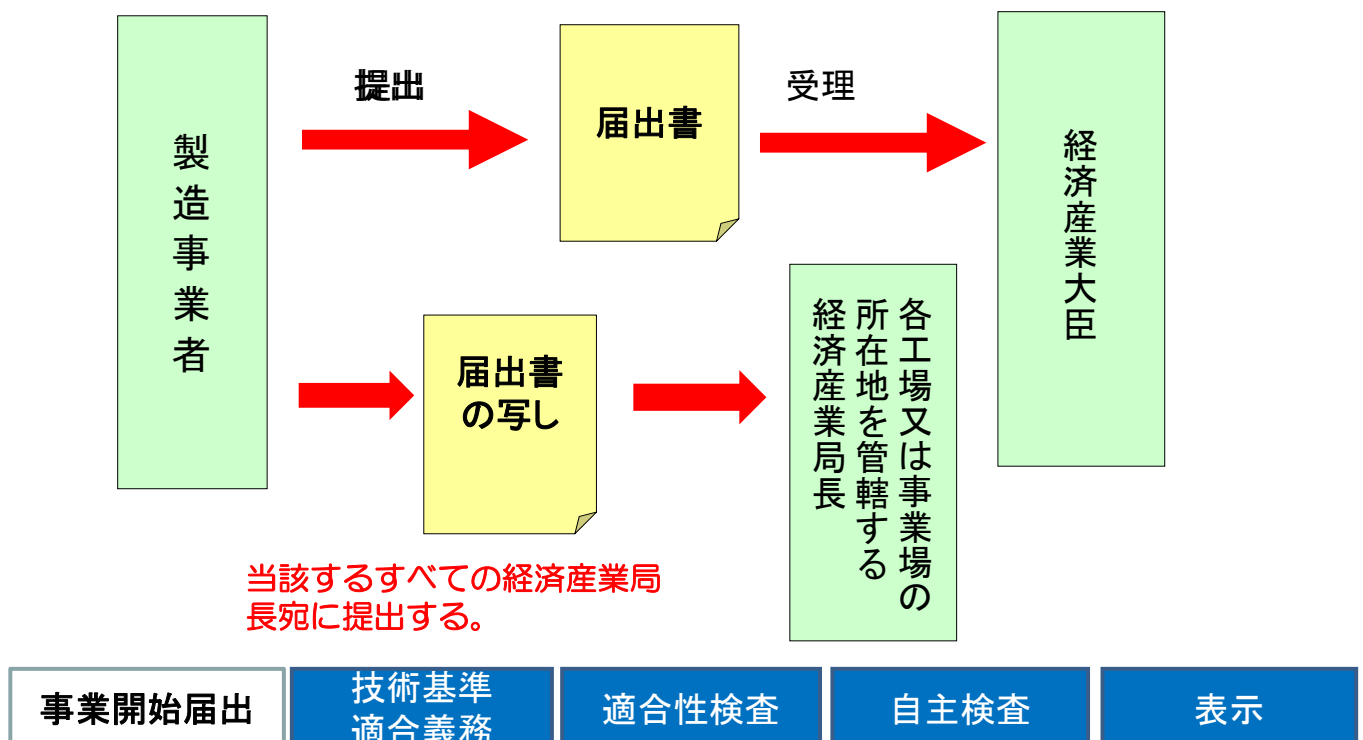 製造事業者
提出
届出書
受理
経済産業大臣
届出書
の写し
各工場又は事業場の
所在地を管轄する
経済産業局長
当該するすべての経済産業局
長宛に提出する。
事業開始届出
技術基準
適合義務
適合性検査
自主検査
表示